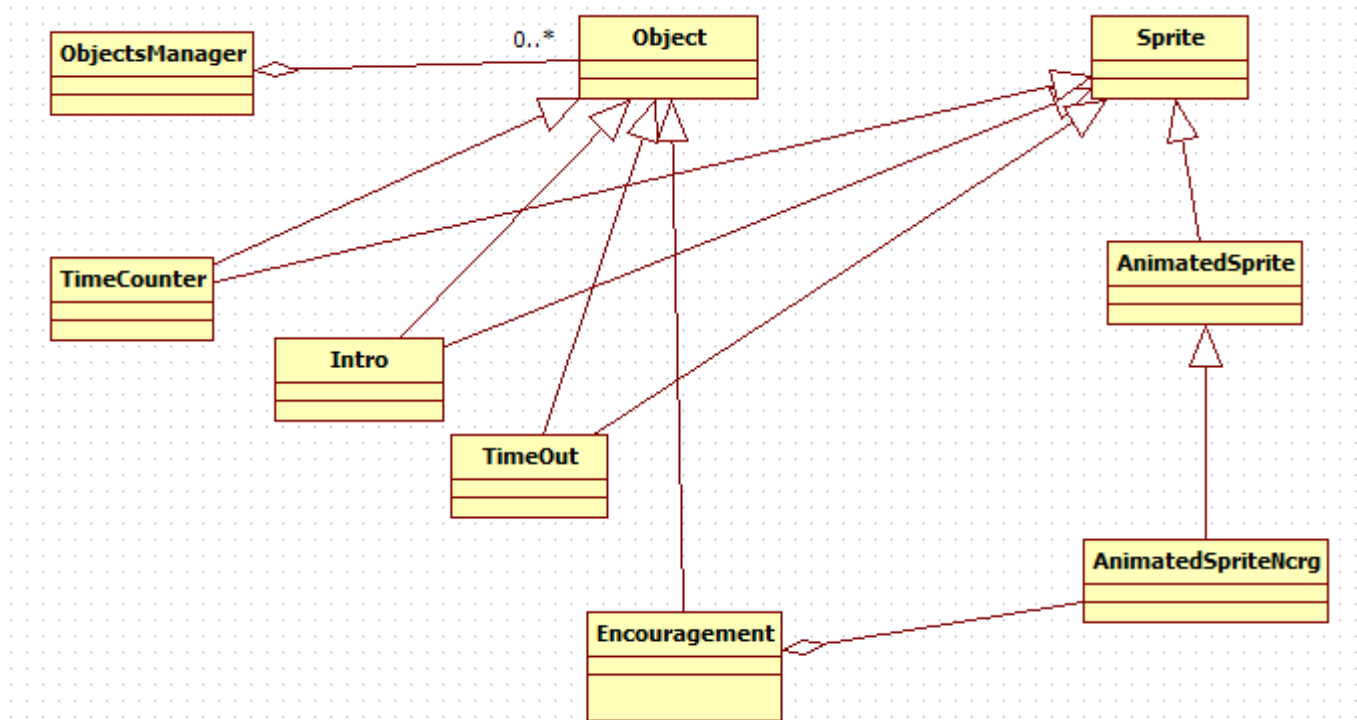 ObjectsManager
0..*
Object
Sprite
TimeCounter
AnimatedSprite
Intro
TimeOut
AnimatedSpriteNcrg
Encouragement